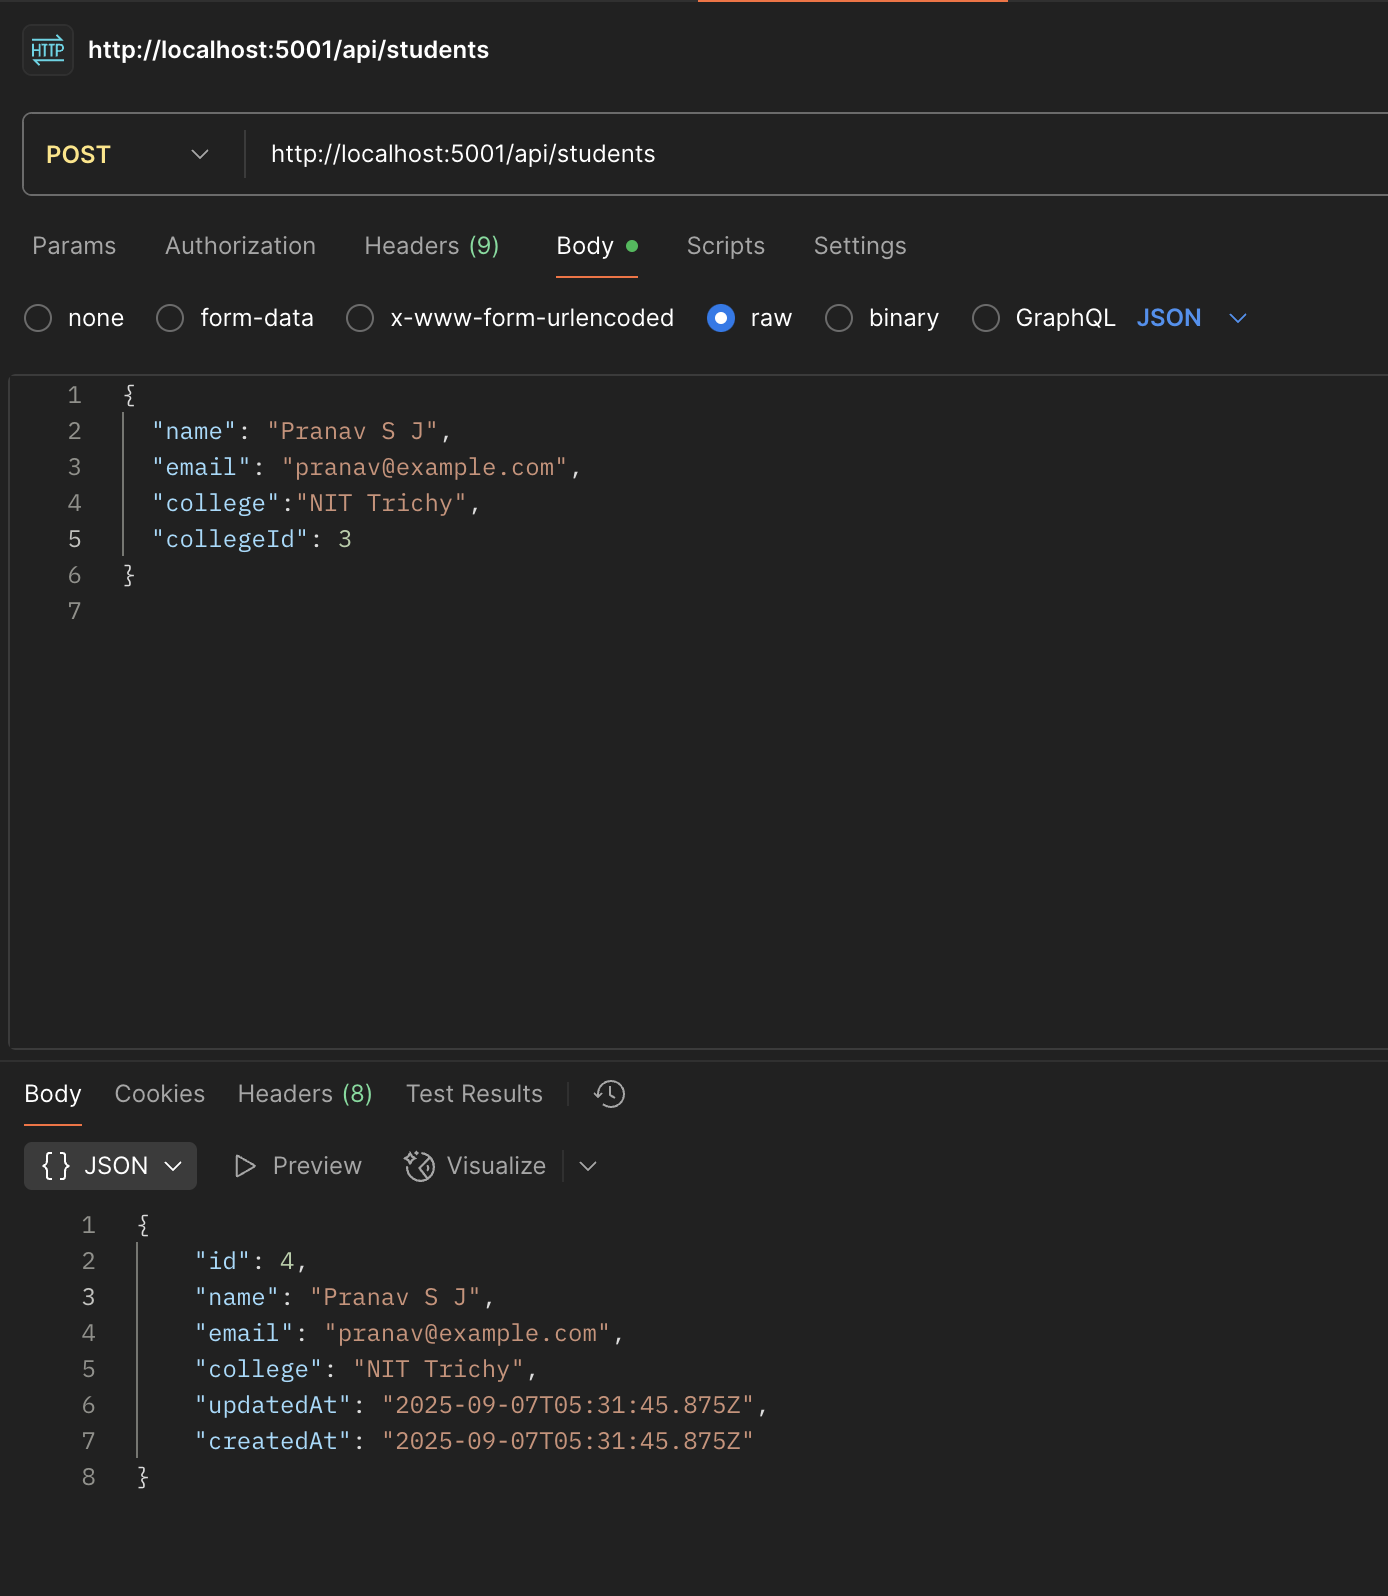 HTTP http://localhost:5001/api/students
POST http://localhost:5001/api/students
Params Authorization Headers (9) Body Scripts Settings
none form-data x-www-form-urlencoded raw binary GraphQL JSON
1 {
2 "name": "Pranav S J",
3 "email": "pranav@example.com",
4 "college":"NIT Trichy",
5 "collegeId": 3
6 }
7
Body Cookies Headers (8) Test Results
{ } JSON Preview Visualize
1 {
2 "id": 4,
3 "name": "Pranav S J",
4 "email": "pranav@example.com",
5 "college": "NIT Trichy",
6 "updatedAt": "2025-09-07T05:31:45.875Z",
7 "createdAt": "2025-09-07T05:31:45.875Z"
8 }